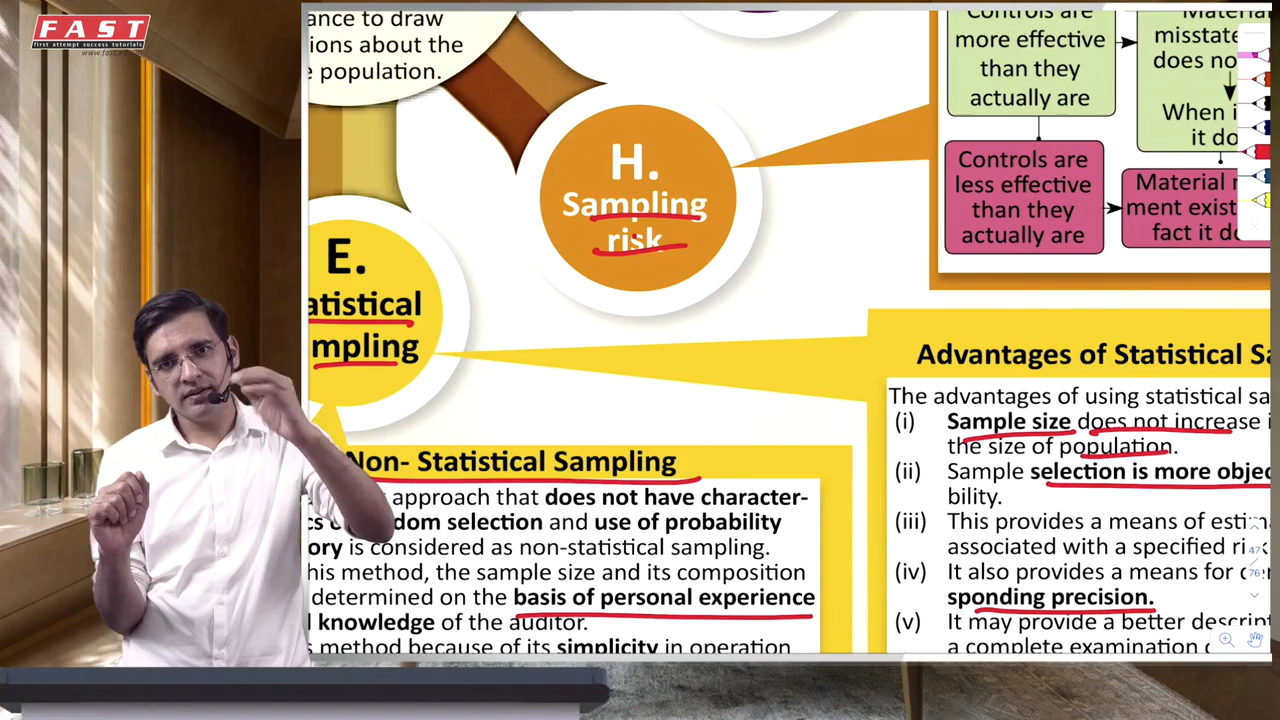 FAST
first attempt success tutorials
ance to draw
ions about the
e population.
H.
Sampling
risk
E.
atistical
mpling
Controls are
more effective
than they
actually are
misstate
does no
When i
it do
Controls are
less effective
than they
actually are
Material
ment exist
fact it d
Non- Statistical Sampling
approach that does not have character-
dom selection and use of probability
ory is considered as non-statistical sampling.
his method, the sample size and its composition
determined on the basis of personal experience
knowledge of the auditor.
method because of its simplicity in operation
Advantages of Statistical Sa
The advantages of using statistical sa
(i) Sample size does not increase i
the size of population.
(ii) Sample selection is more objec
bility.
(iii) This provides a means of estim
associated with a specified ri
(iv) It also provides a means for
sponding precision.
(v) It may provide a better descript
a complete examination
47
76